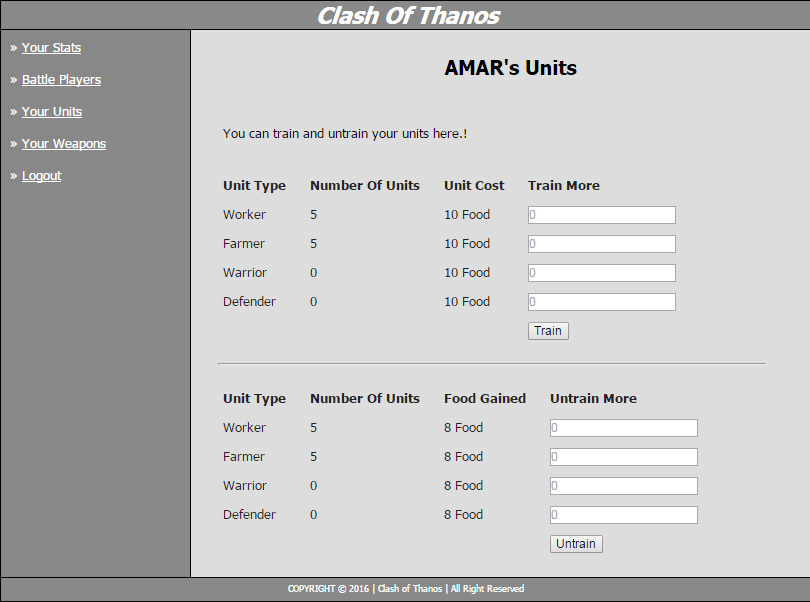 Clash Of Thanos
» Your Stats
» Battle Players
» Your Units
» Your Weapons
» Logout
AMAR's Units
You can train and untrain your units here.!
Unit Type Number Of Units Unit Cost Train More
Worker 5 10 Food 0
Farmer 5 10 Food 0
Warrior 0 10 Food 0
Defender 0 10 Food 0
Train
Unit Type Number Of Units Food Gained Untrain More
Worker 5 8 Food 0
Farmer 5 8 Food 0
Warrior 0 8 Food 0
Defender 0 8 Food 0
Untrain
COPYRIGHT © 2016 | Clash of Thanos | All Right Reserved